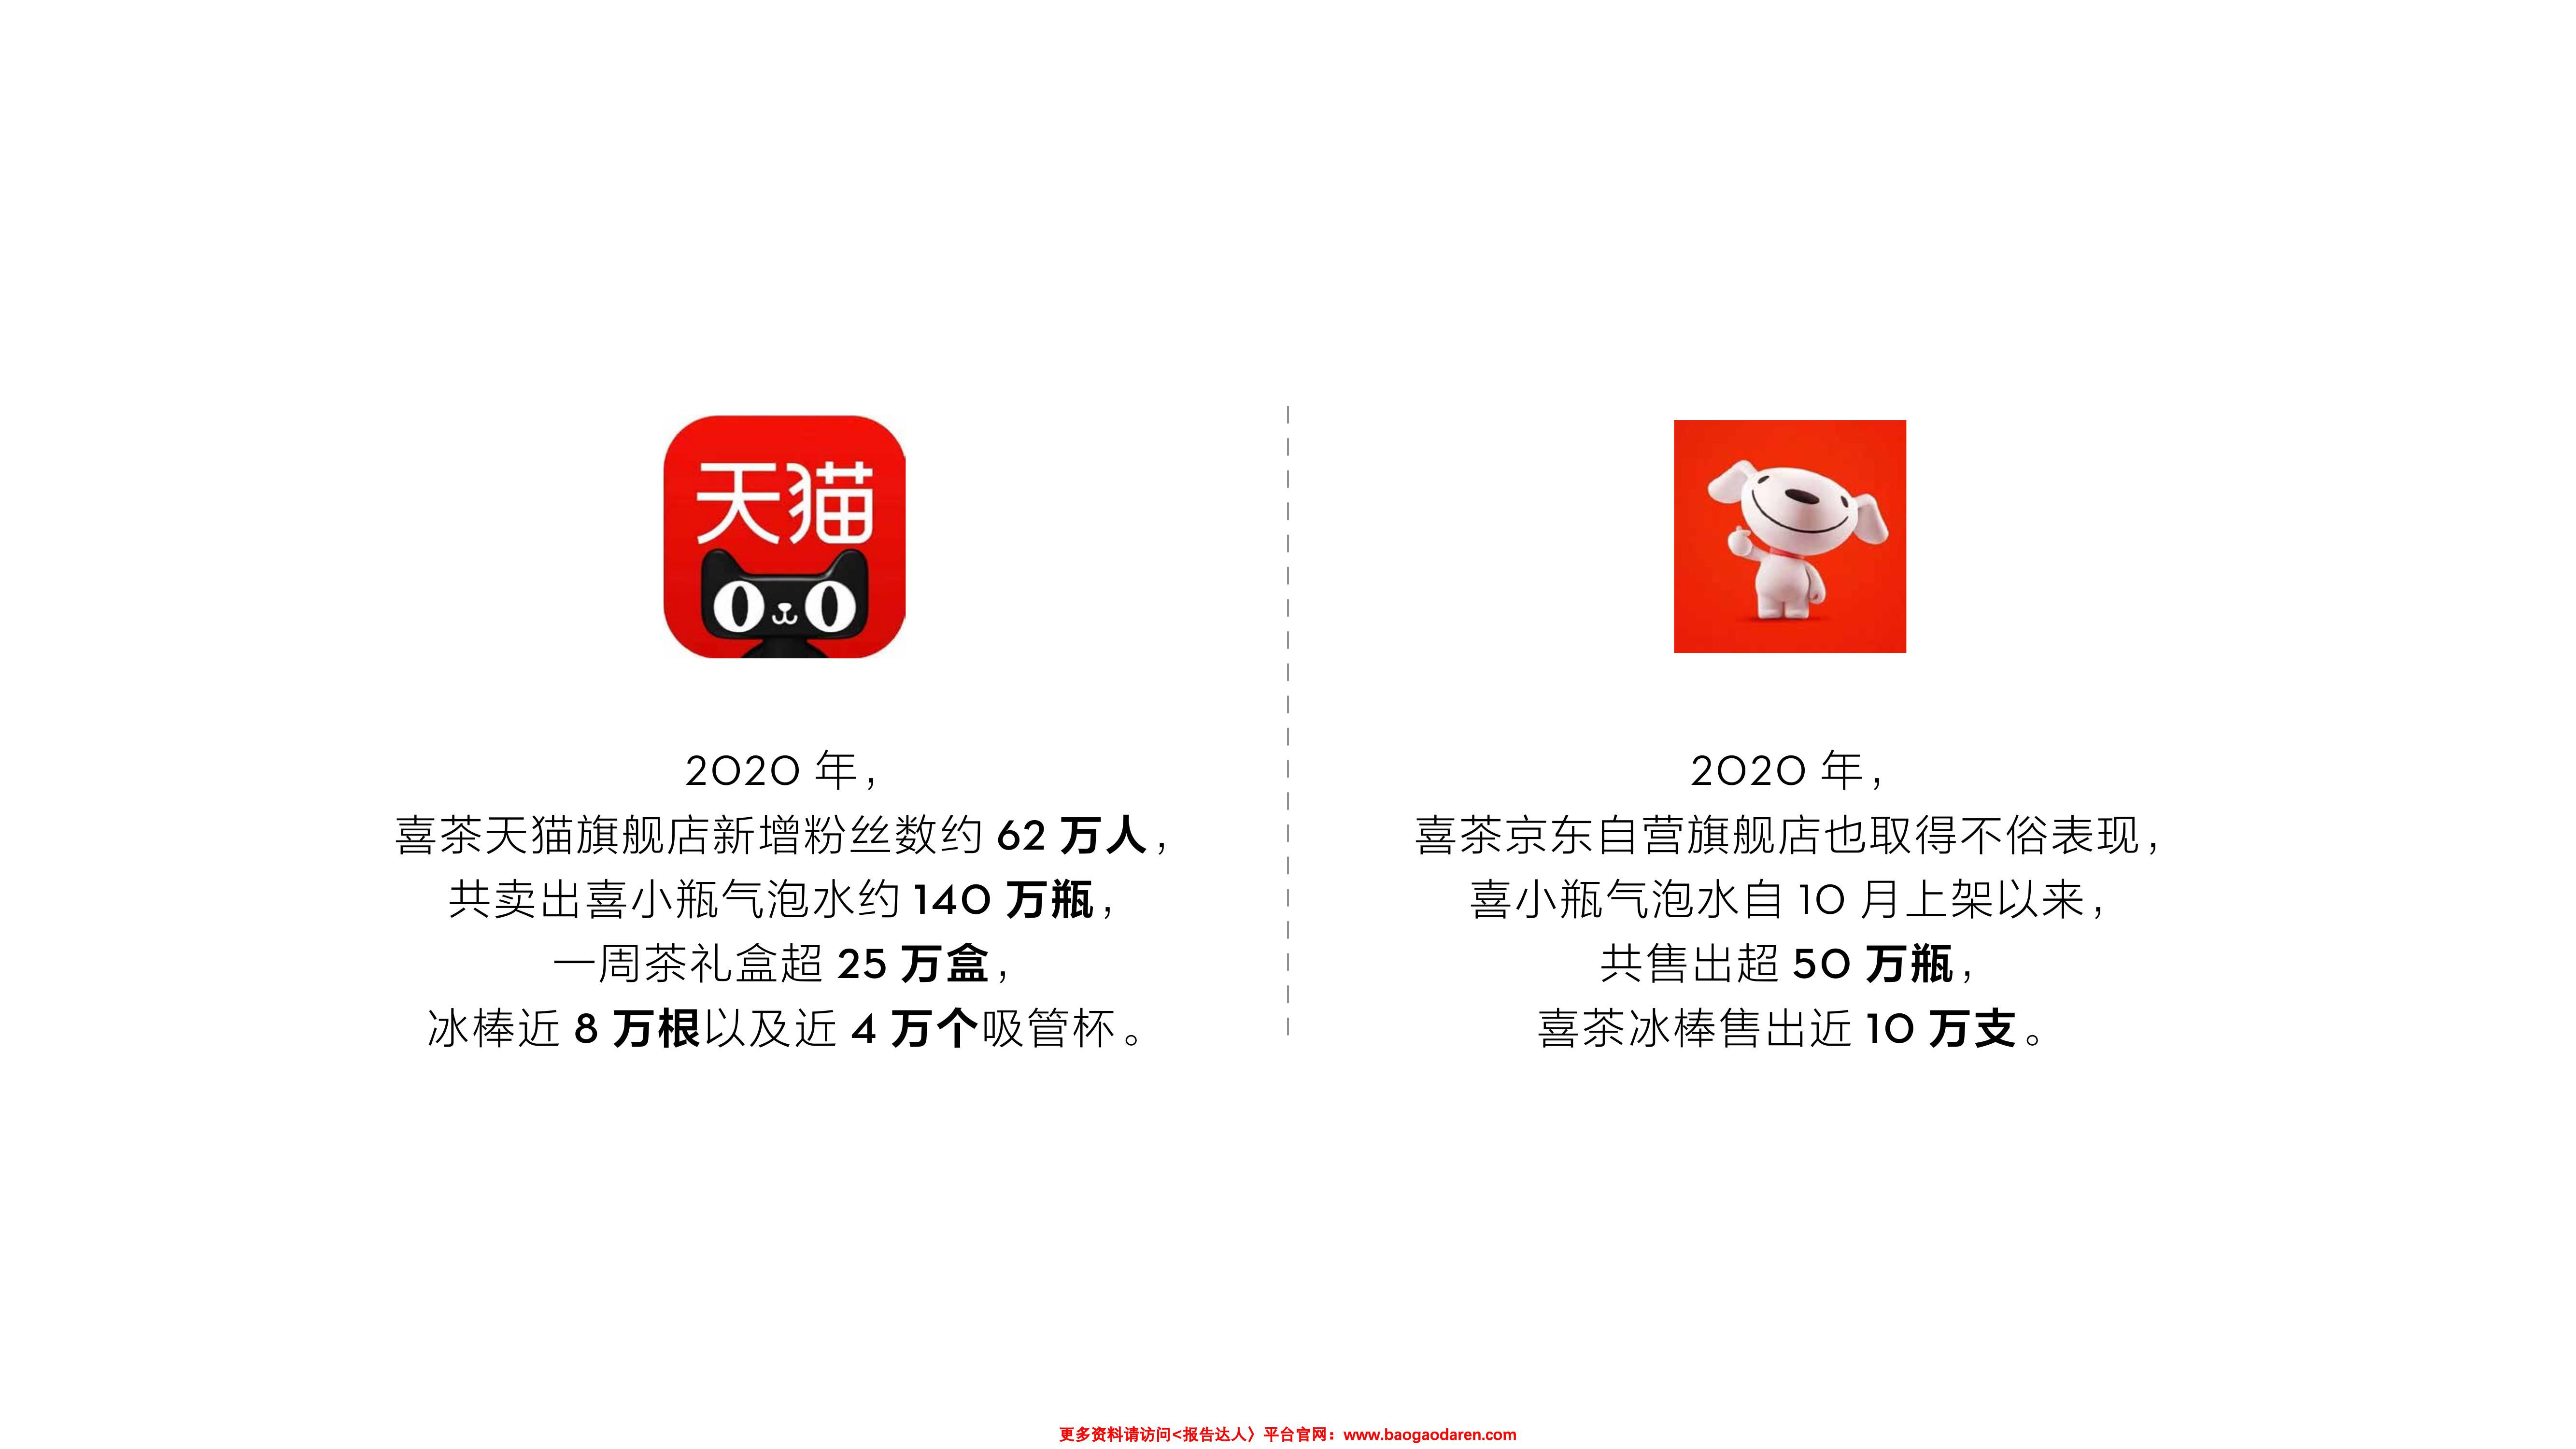 天猫
2020 年，
喜茶天猫旗舰店新增粉丝数约 62 万人，
共卖出喜小瓶气泡水约 140 万瓶，
一周茶礼盒超 25 万盒，
冰棒近 8 万根以及近 4 万个吸管杯。
2020 年，
喜茶京东自营旗舰店也取得不俗表现，
喜小瓶气泡水自 10 月上架以来，
共售出超 50 万瓶，
喜茶冰棒售出近 10 万支。
更多资料请访问<报告达人〉平台官网：www.baogaodaren.com